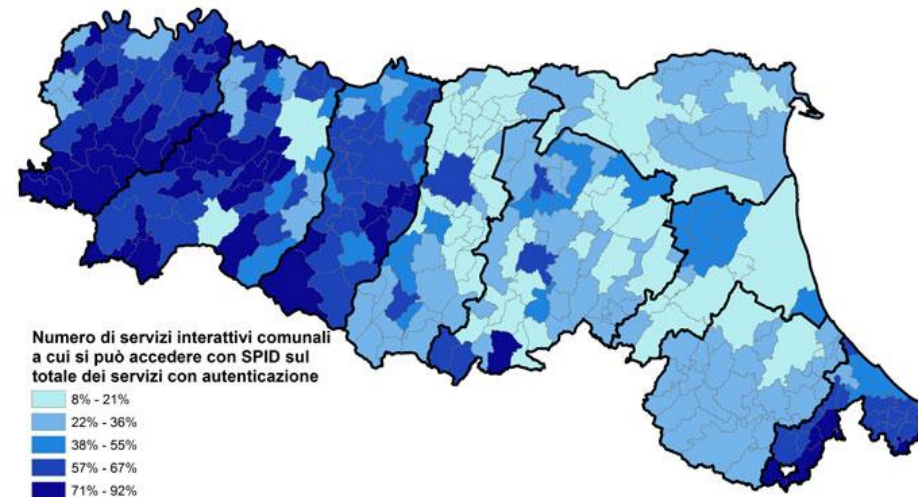 Numero di servizi interattivi comunali
a cui si può accedere con SPID sul
totale dei servizi con autenticazione
8% - 21%
22% - 36%
38% - 55%
57% - 67%
71% - 92%